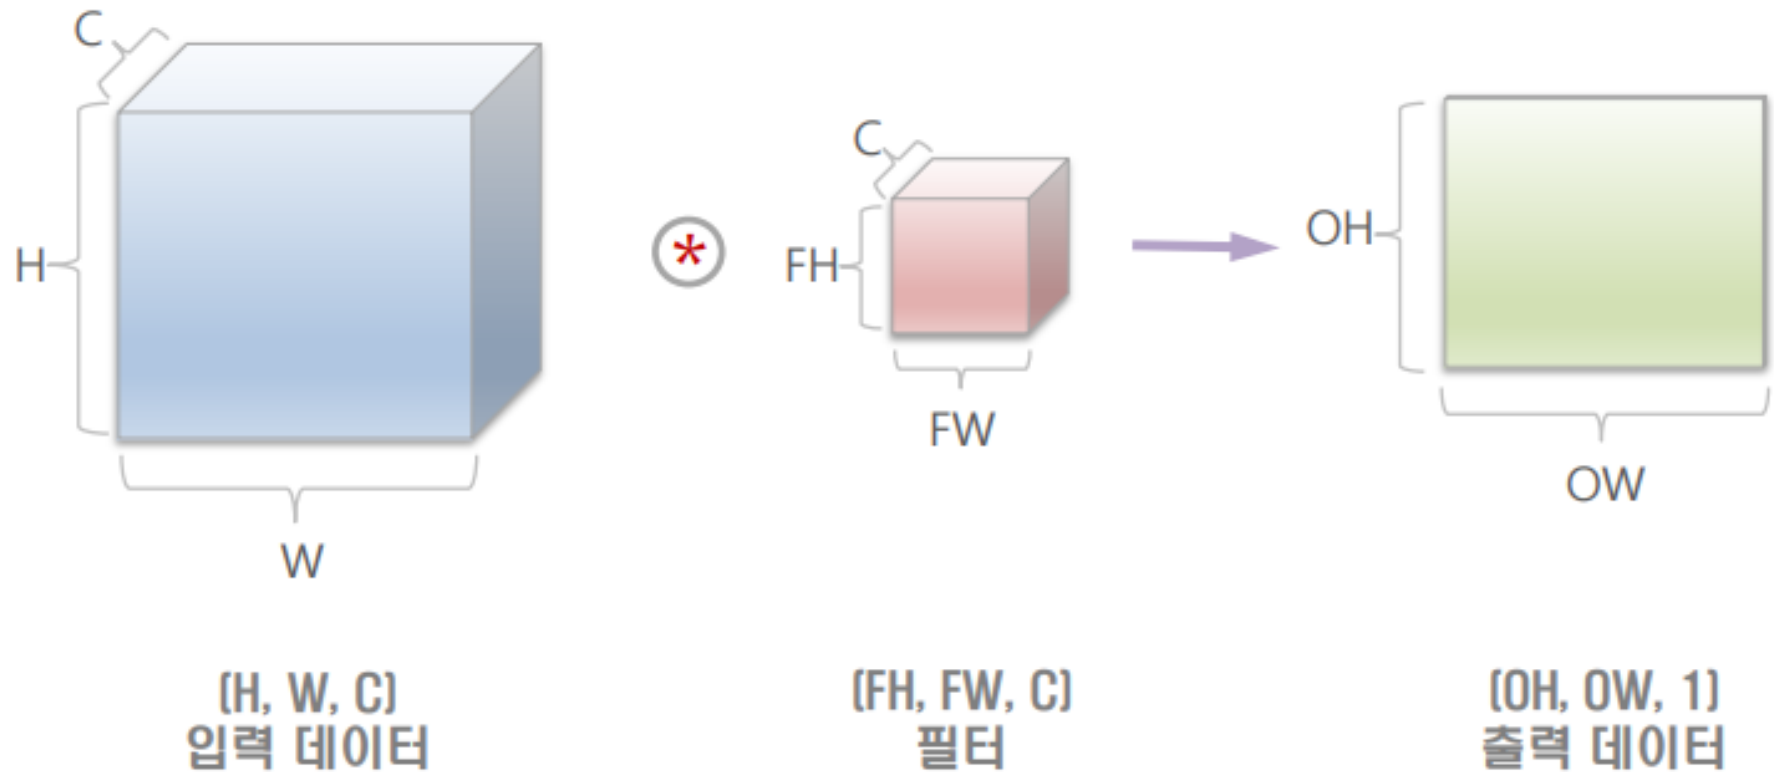 C
H
W
*
C
FH
FW
OH
OW
(H, W, C)
입력 데이터
(FH, FW, C)
필터
(OH, OW, 1)
출력 데이터